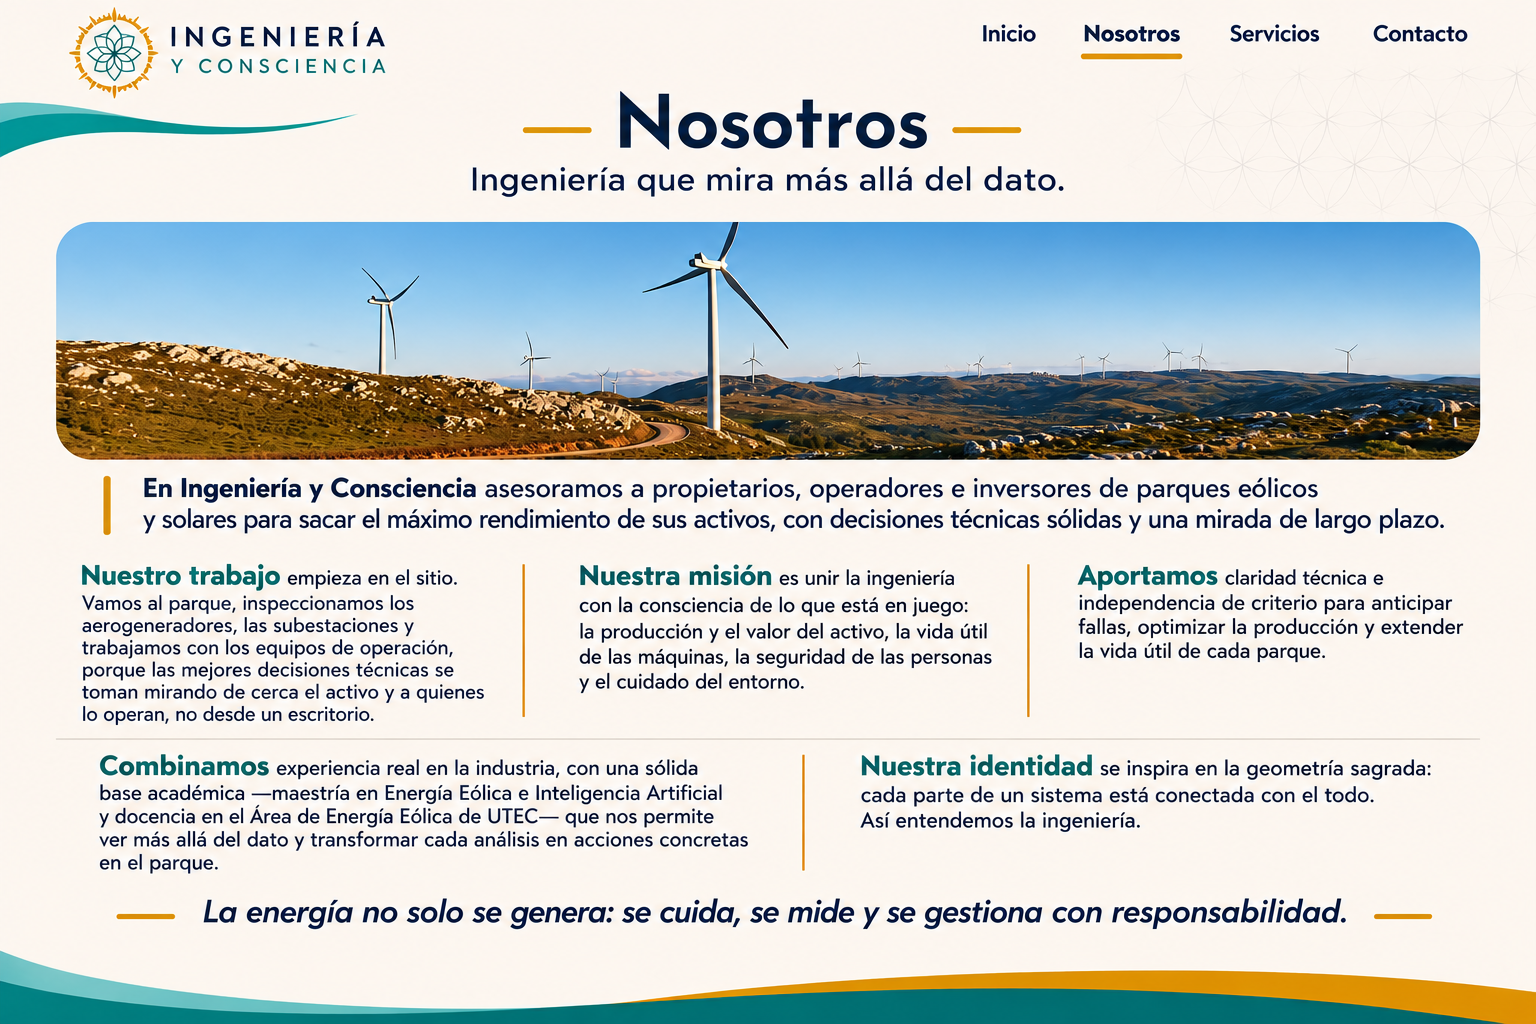 INGENIERÍA
Y CONSCIENCIA
Inicio
Nosotros
Servicios
Contacto
Nosotros
Ingeniería que mira más allá del dato.
En Ingeniería y Consciencia asesoramos a propietarios, operadores e inversores de parques eólicos
y solares para sacar el máximo rendimiento de sus activos, con decisiones técnicas sólidas y una mirada de largo plazo.
Nuestro trabajo empieza en el sitio.
Vamos al parque, inspeccionamos los
aerogeneradores, las subestaciones y
trabajamos con los equipos de operación,
porque las mejores decisiones técnicas se
toman mirando de cerca el activo y a quienes
lo operan, no desde un escritorio.
Nuestra misión es unir la ingeniería
con la consciencia de lo que está en juego:
la producción y el valor del activo, la vida útil
de las máquinas, la seguridad de las personas
y el cuidado del entorno.
Aportamos claridad técnica e
independencia de criterio para anticipar
fallas, optimizar la producción y extender
la vida útil de cada parque.
Combinamos experiencia real en la industria, con una sólida
base académica —maestría en Energía Eólica e Inteligencia Artificial
y docencia en el Área de Energía Eólica de UTEC— que nos permite
ver más allá del dato y transformar cada análisis en acciones concretas
en el parque.
Nuestra identidad se inspira en la geometría sagrada:
cada parte de un sistema está conectada con el todo.
Así entendemos la ingeniería.
La energía no solo se genera: se cuida, se mide y se gestiona con responsabilidad.